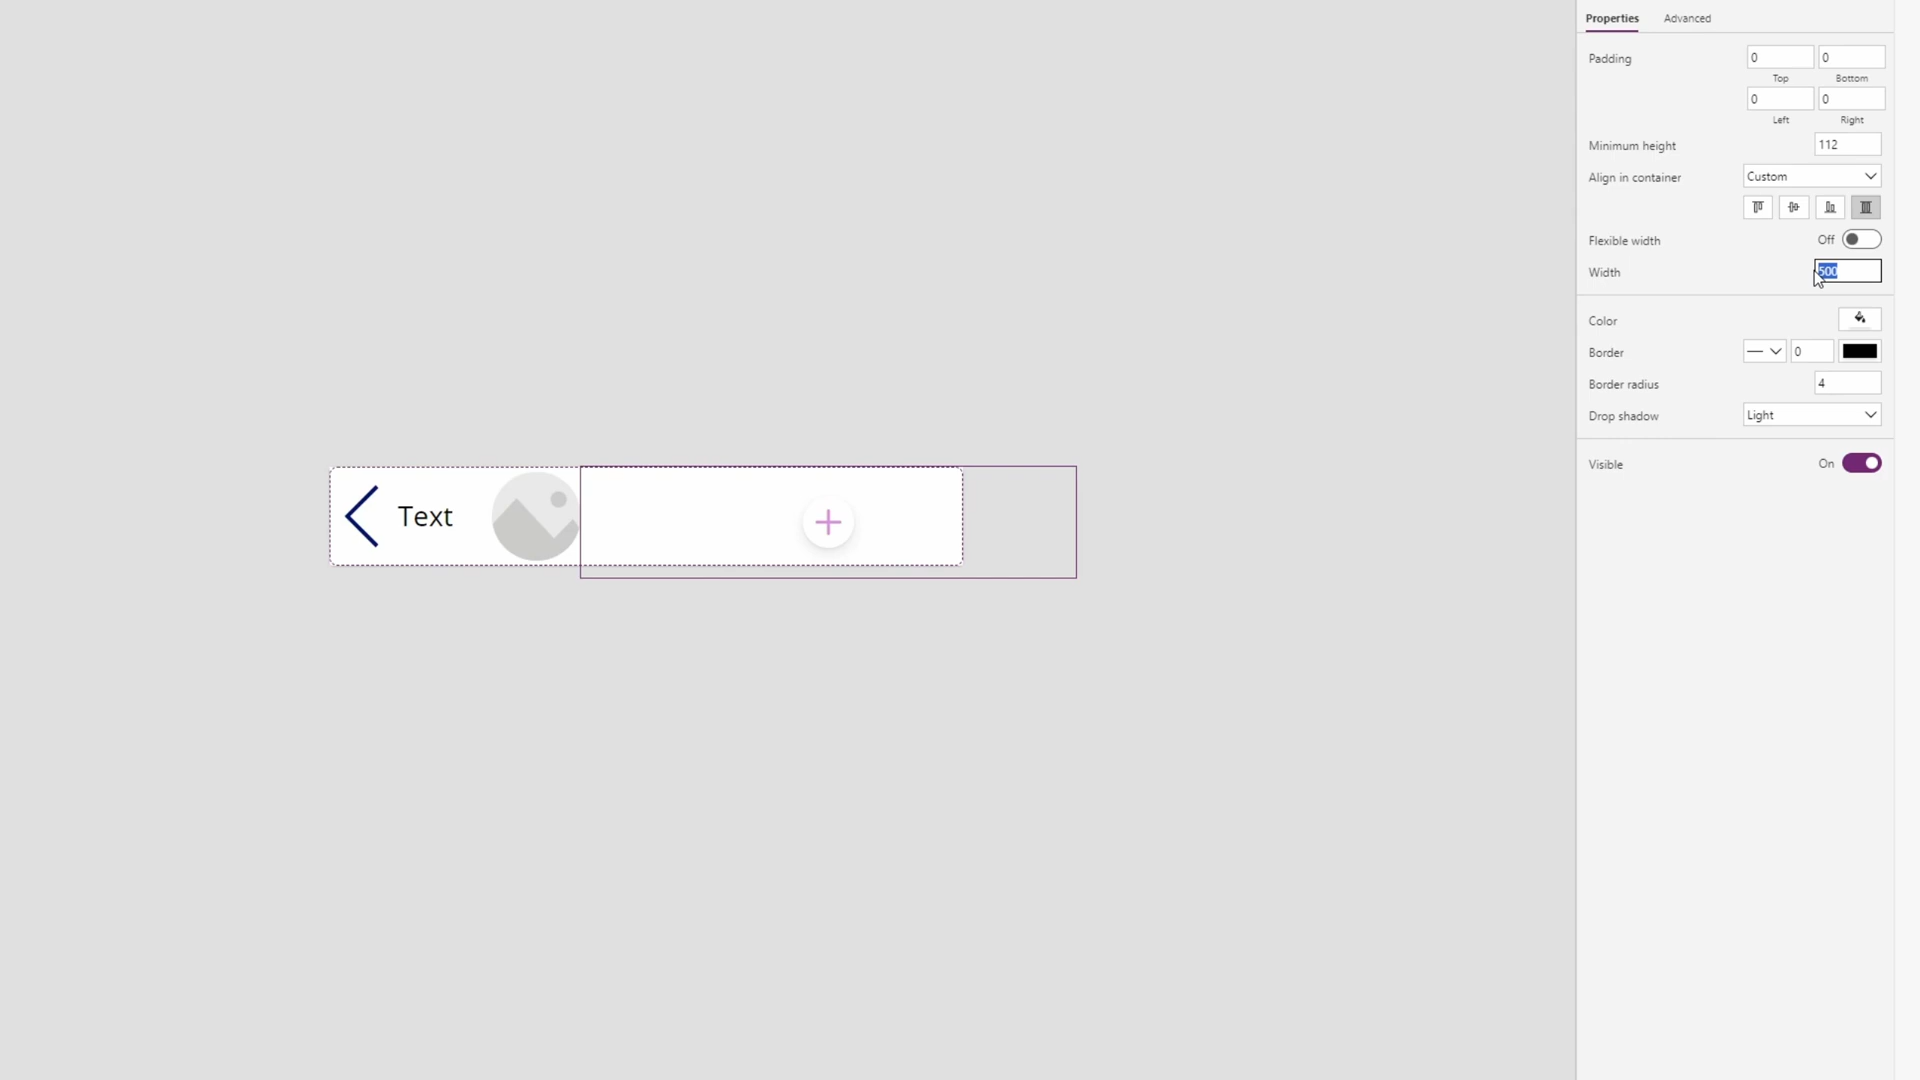 Properties Advanced
Padding 0 0
Top Bottom
0 0
Left Right
Minimum height 112
Align in container Custom
Flexible width Off
Width 500
Color
Border 0
Border radius 4
Drop shadow Light
Visible On
Text